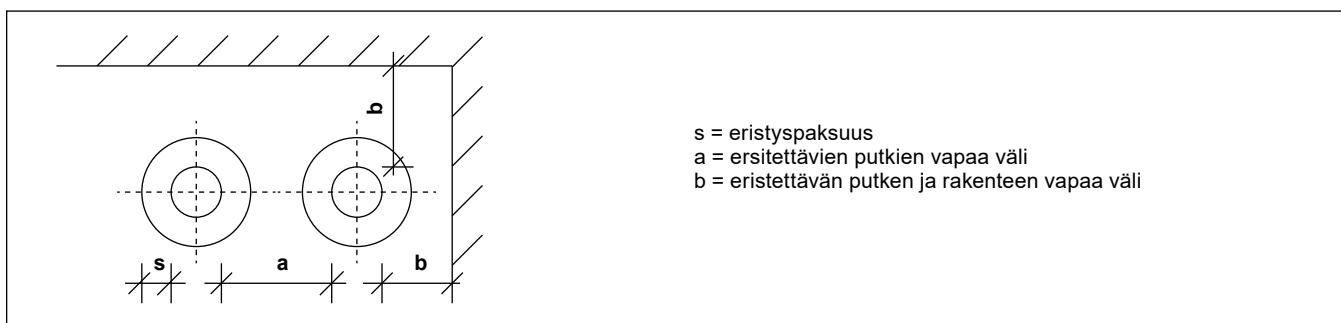 b
s
a
b
s = eristyspaksuus
a = ersitettävien putkien vapaa väli
b = eristettävän putken ja rakenteen vapaa väli